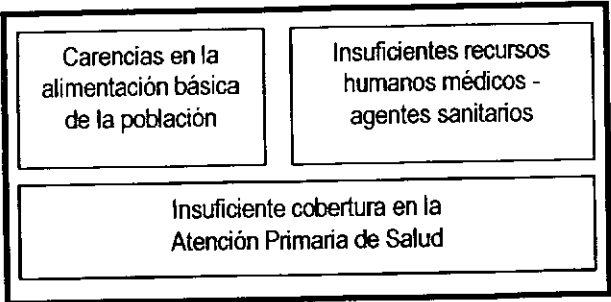 Carencias en la
alimentación básica
de la población
Insuficientes recursos
humanos médicos -
agentes sanitarios
Insuficiente cobertura en la
Atención Primaria de Salud